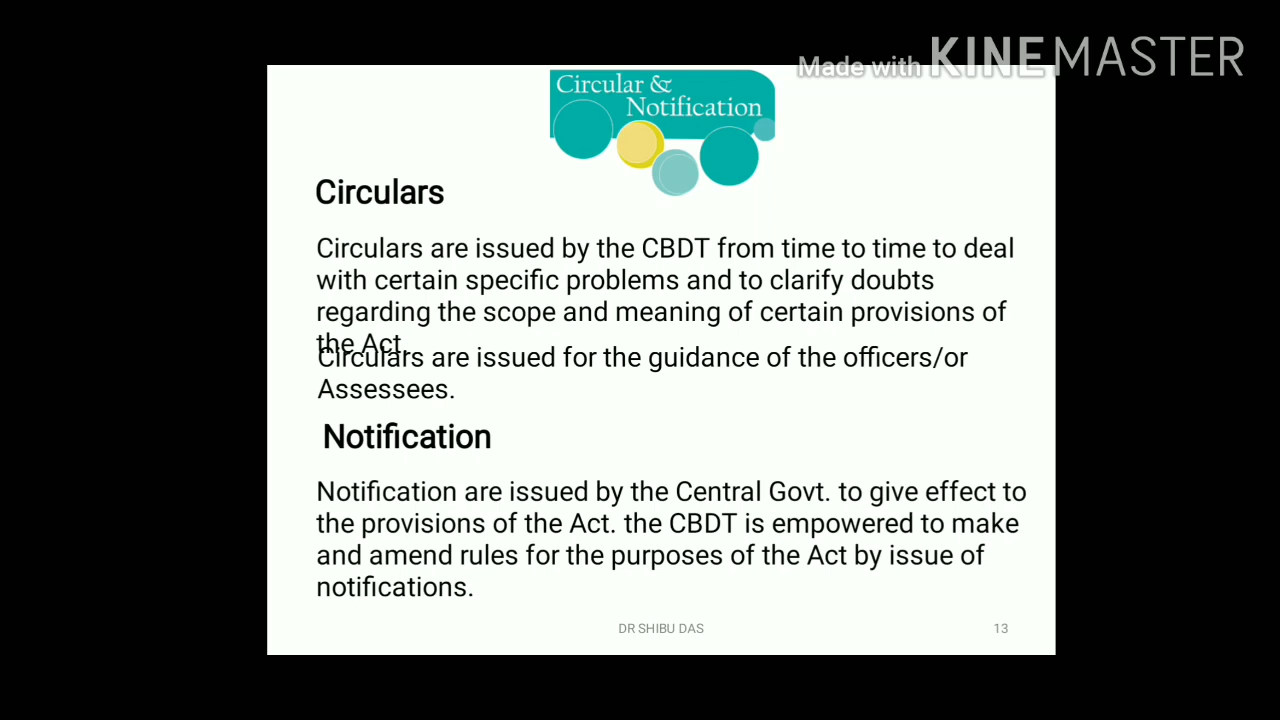 Made with KINEMASTER
Circular &
Notification
Circulars
Circulars are issued by the CBDT from time to time to deal
with certain specific problems and to clarify doubts
regarding the scope and meaning of certain provisions of
the Act.
Circulars are issued for the guidance of the officers/or
Assessees.
Notification
Notification are issued by the Central Govt. to give effect to
the provisions of the Act. the CBDT is empowered to make
and amend rules for the purposes of the Act by issue of
notifications.
DR SHIBU DAS 13